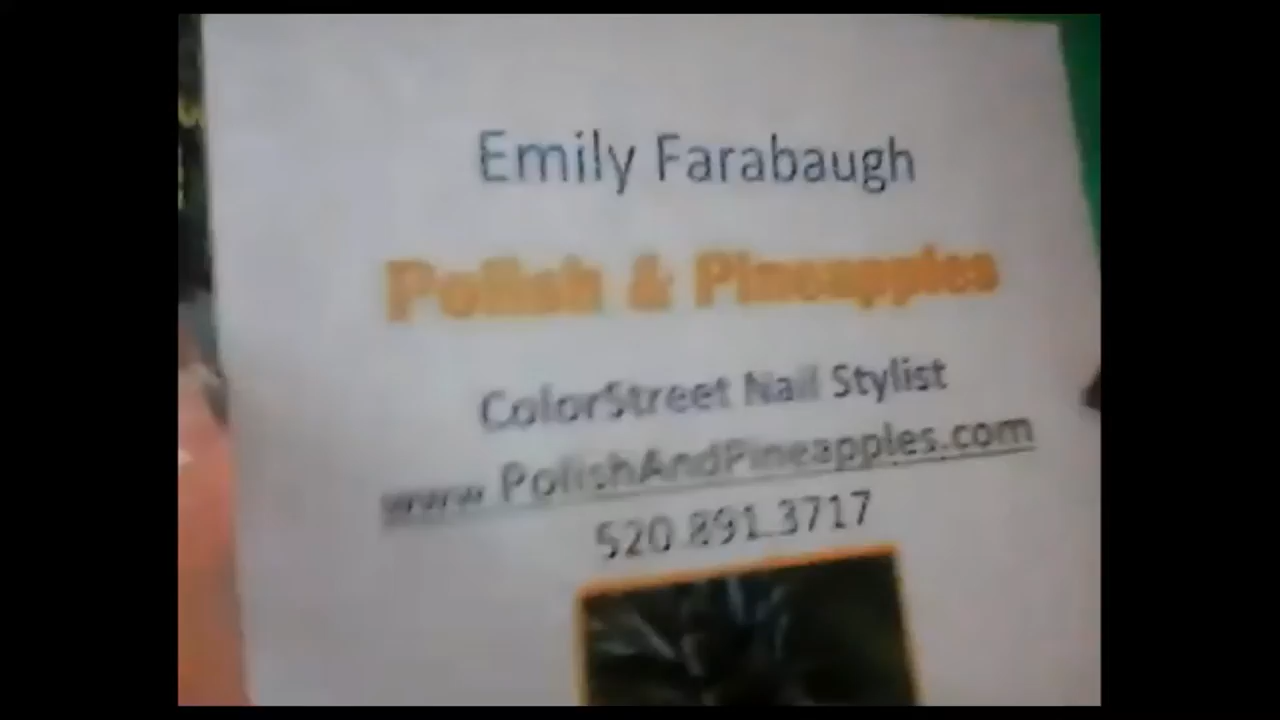 Emily Farabaugh
Polish & Pineapples
ColorStreet Nail Stylist
www.PolishAndPineapples.com
520.891.3717